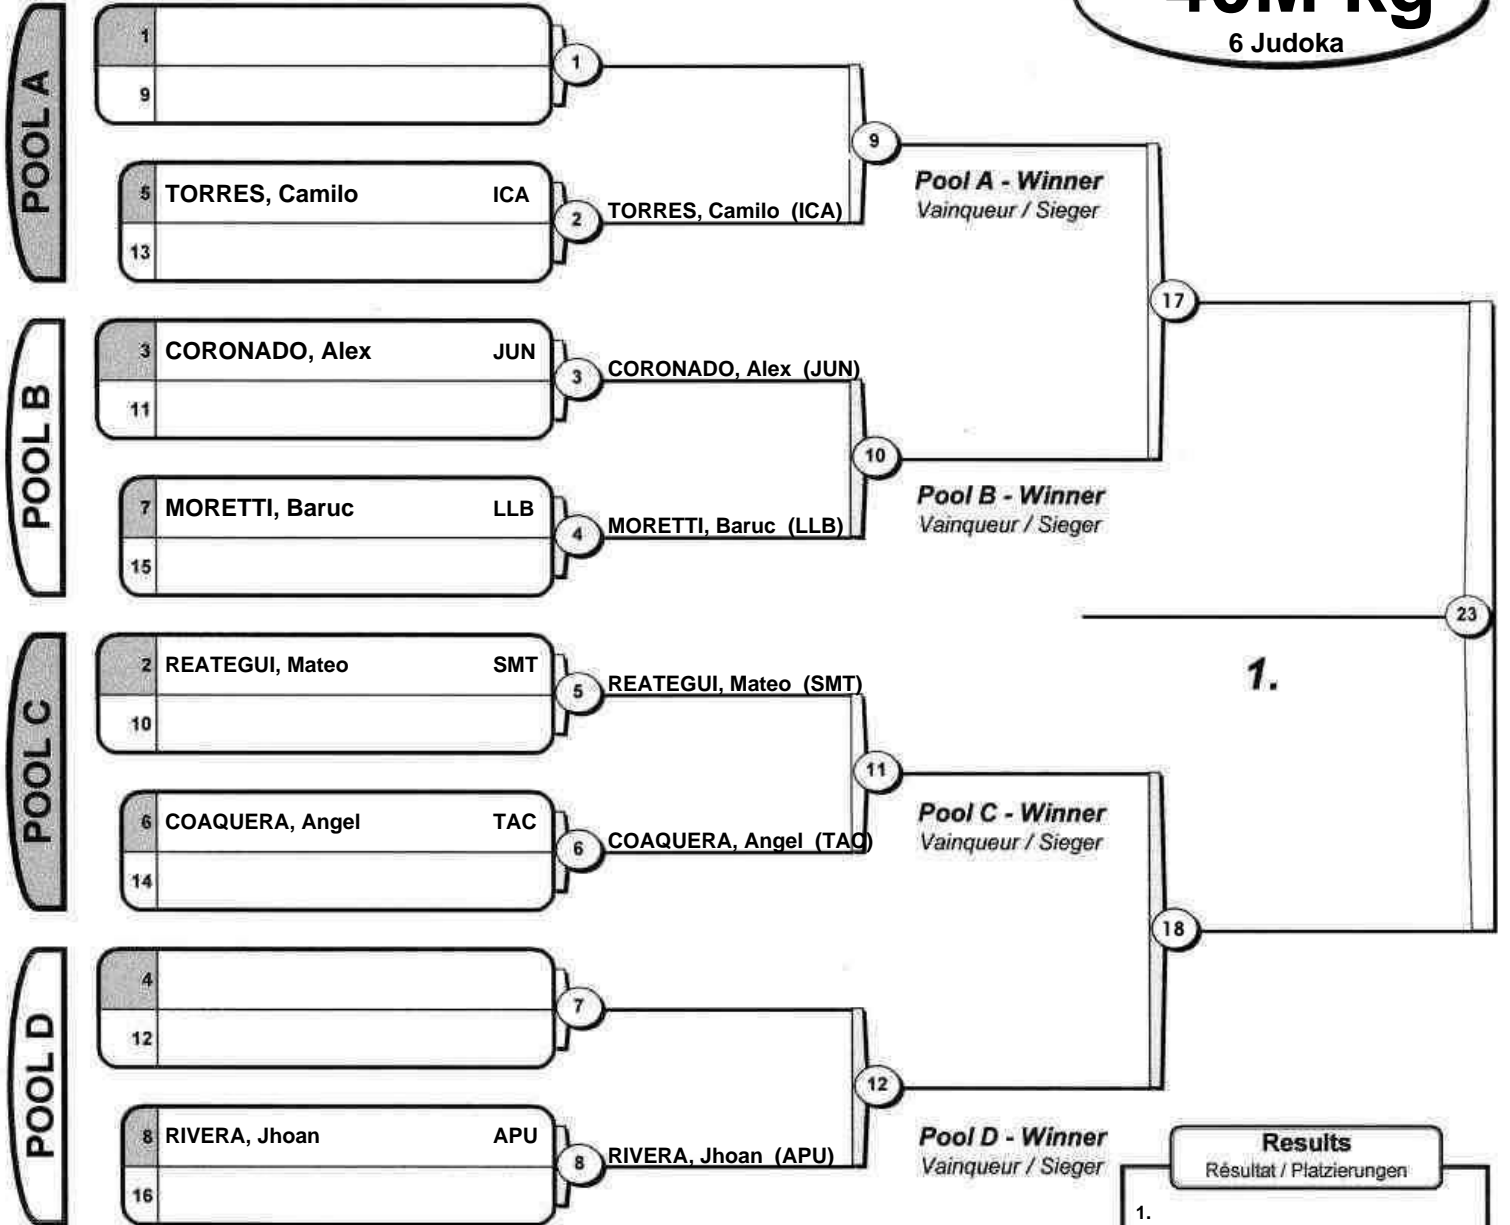 kg
6 Judoka
POOL A
1
9
1
5 TORRES, Camilo ICA
13
2
TORRES, Camilo (ICA)
9
Pool A - Winner
Vainqueur / Sieger
POOL B
3 CORONADO, Alex JUN
11
3
CORONADO, Alex (JUN)
7 MORETTI, Baruc LLB
15
4
MORETTI, Baruc (LLB)
10
Pool B - Winner
Vainqueur / Sieger
17
POOL C
2 REATEGUI, Mateo SMT
10
5
REATEGUI, Mateo (SMT)
6 COAQUERA, Angel TAC
14
6
COAQUERA, Angel (TAC)
11
Pool C - Winner
Vainqueur / Sieger
23
1.
POOL D
4
12
7
8 RIVERA, Jhoan APU
16
8
RIVERA, Jhoan (APU)
12
Pool D - Winner
Vainqueur / Sieger
18
Results
Résultat / Platzierungen
1.